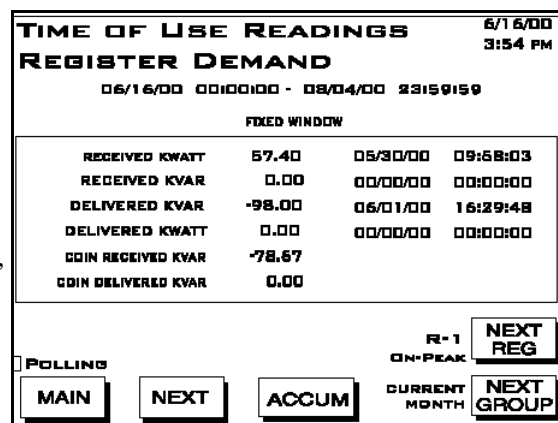 TIME OF USE READINGS
6/16/00
3:54 PM
REGISTER DEMAND
06/16/00 00:00:00 - 08/04/00 23:59:59
FIXED WINDOW
RECEIVED KWATT 57.40 05/30/00 09:58:03
RECEIVED KVAR 0.00 00/00/00 00:00:00
DELIVERED KVAR -98.00 06/01/00 16:29:48
DELIVERED KWATT 0.00 00/00/00 00:00:00
COIN RECEIVED KVAR -78.67
COIN DELIVERED KVAR 0.00
R-1
ON-PEAK
NEXT
REG
POLLING
MAIN
NEXT
ACCUM
CURRENT
MONTH
NEXT
GROUP
,